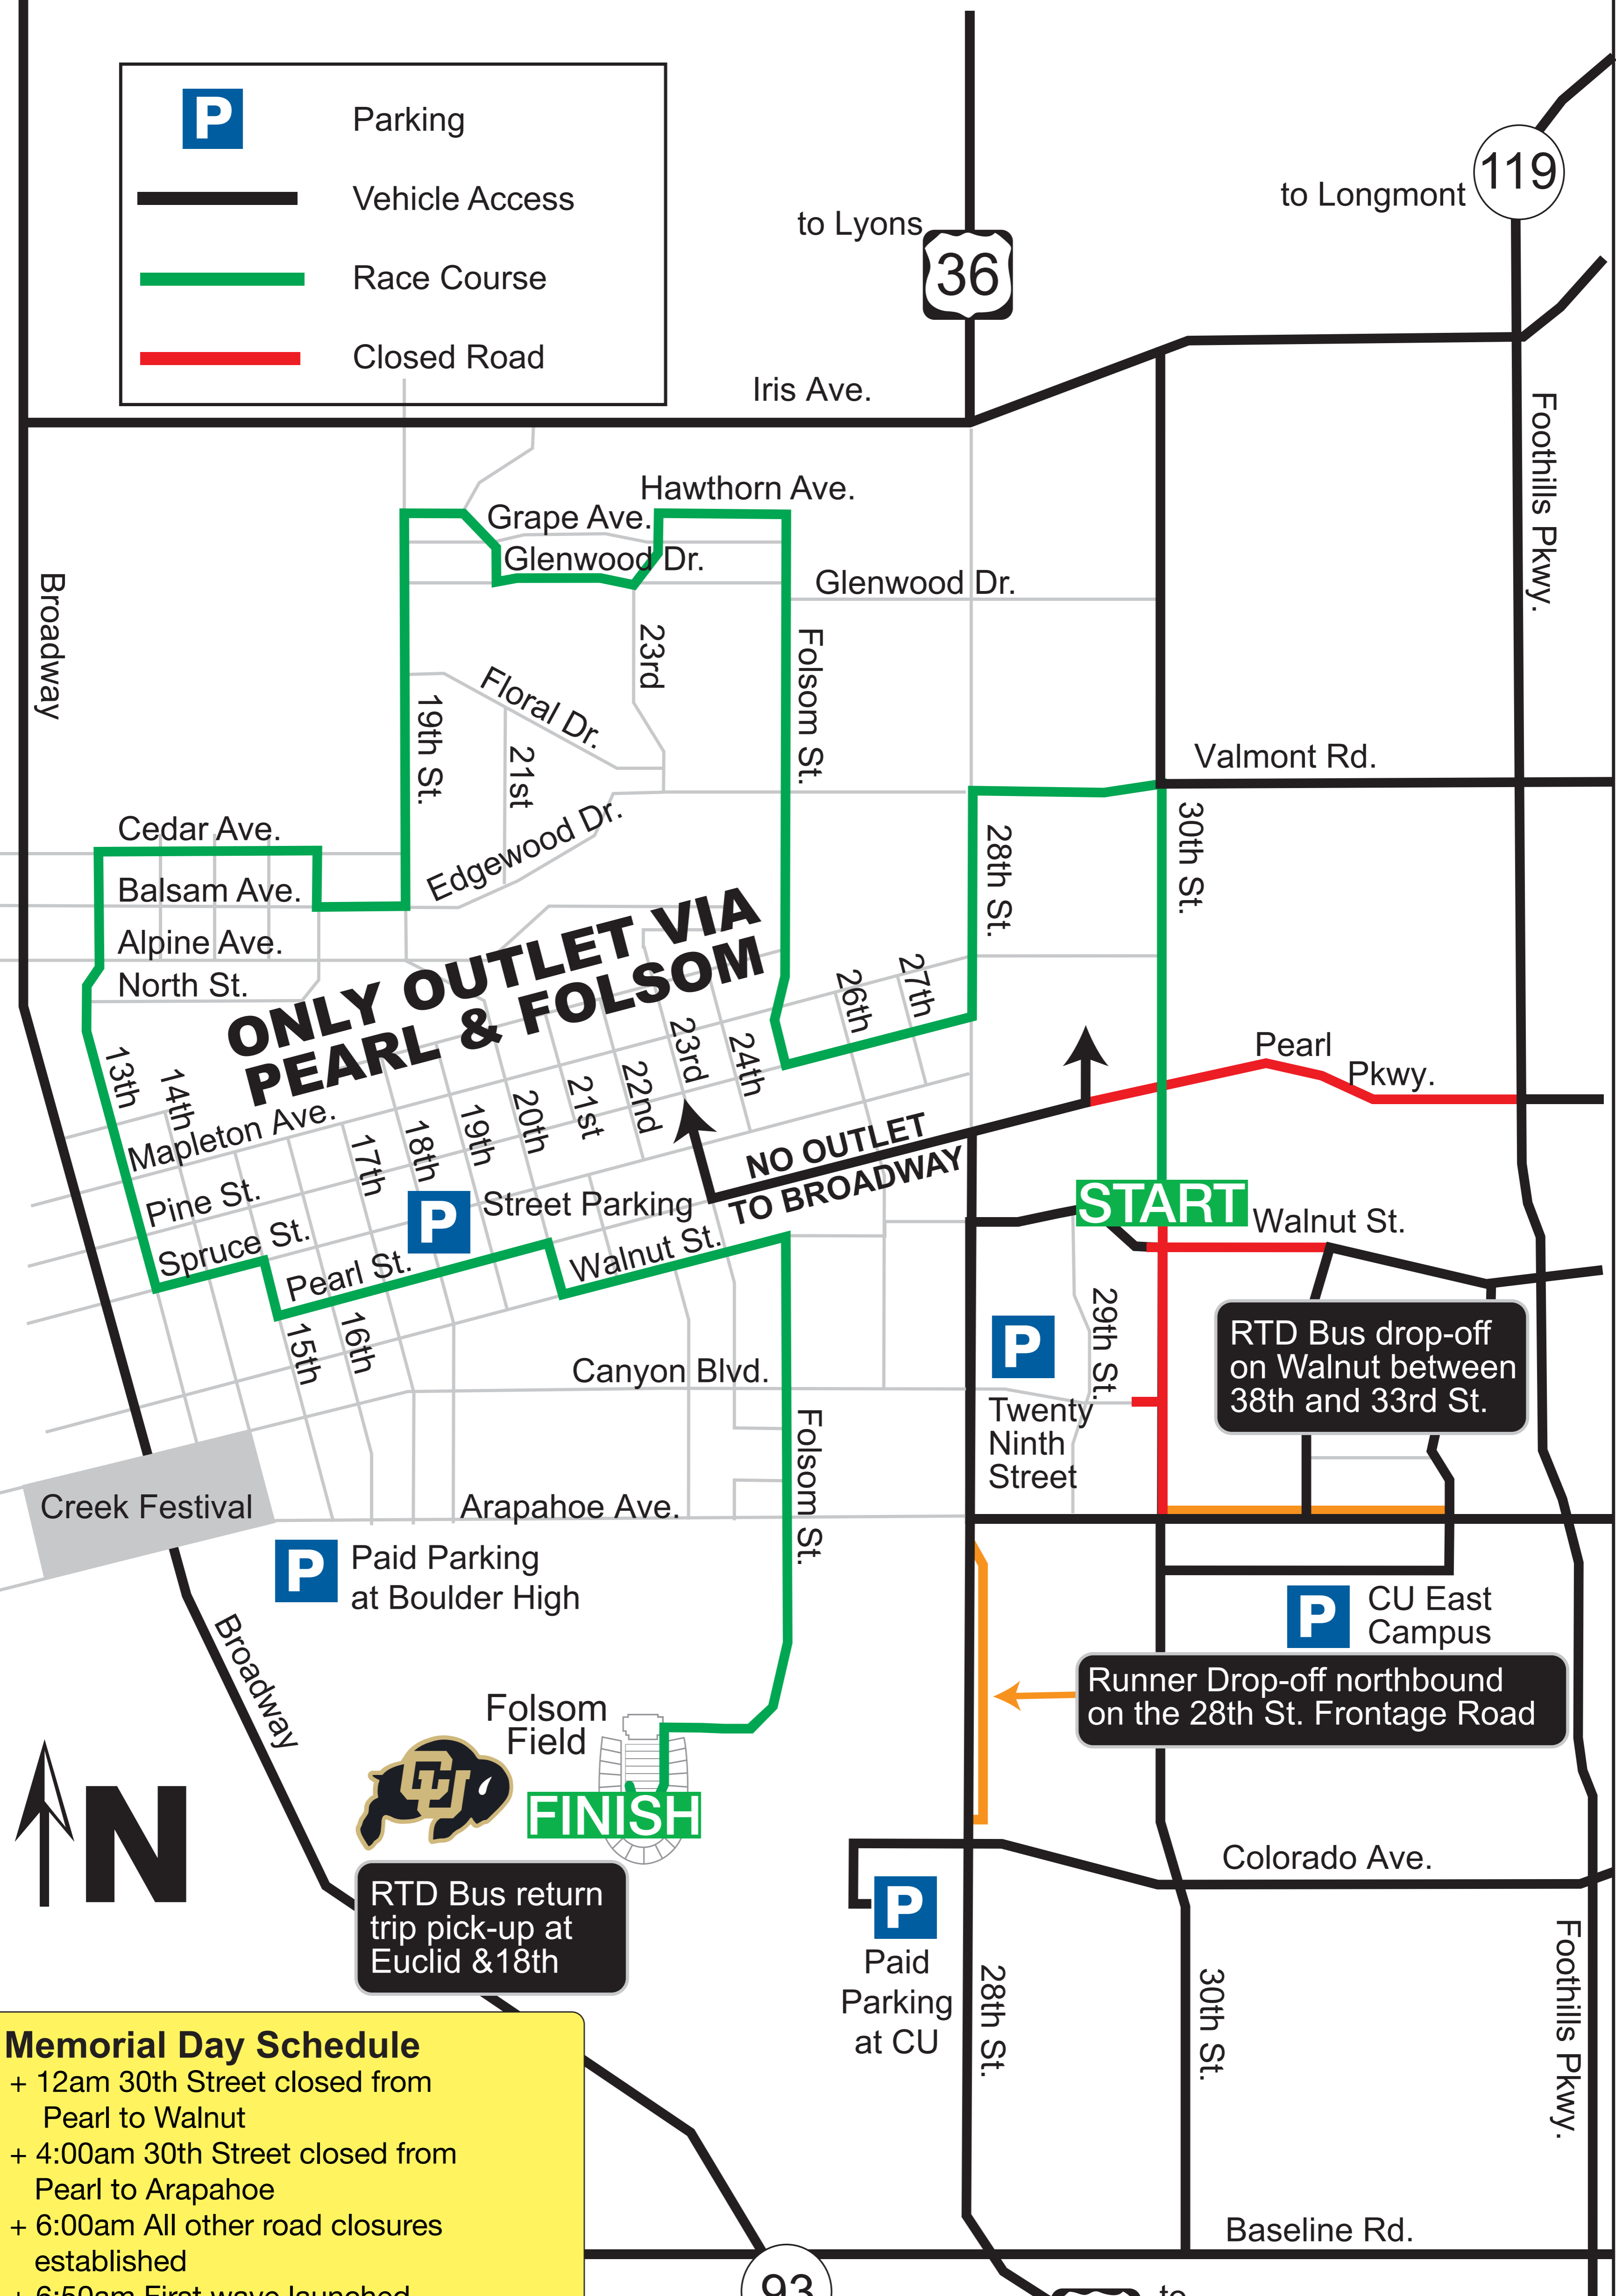 P
Parking
Vehicle Access
Race Course
Closed Road
to Lyons
36
to Longmont
119
Iris Ave.
Foothills Pkwy.
Hawthorn Ave.
Grape Ave.
Glenwood Dr.
Glenwood Dr.
Broadway
23rd
Folsom St.
Floral Dr.
19th St.
21st
Valmont Rd.
Edgewood Dr.
30th St.
28th St.
Cedar Ave.
Balsam Ave.
Alpine Ave.
North St.
ONLY OUTLET VIA
PEARL & FOLSOM
26th
27th
13th
14th
Mapleton Ave.
17th
18th
19th
20th
21st
22nd
23rd
24th
Pearl
Pkwy.
NO OUTLET
TO BROADWAY
Pine St.
Spruce St.
Pearl St.
P
Street Parking
Walnut St.
START
Walnut St.
15th
16th
Canyon Blvd.
P
Twenty
Ninth
Street
29th St.
RTD Bus drop-off
on Walnut between
38th and 33rd St.
Folsom St.
Creek Festival
Arapahoe Ave.
P
Paid Parking
at Boulder High
P
CU East
Campus
Runner Drop-off northbound
on the 28th St. Frontage Road
Broadway
Folsom
Field
CU
FINISH
N
RTD Bus return
trip pick-up at
Euclid &18th
Colorado Ave.
P
Paid
Parking
at CU
28th St.
30th St.
Foothills Pkwy.
Memorial Day Schedule
+ 12am 30th Street closed from
Pearl to Walnut
+ 4:00am 30th Street closed from
Pearl to Arapahoe
+ 6:00am All other road closures
established
+ 6:50am First wave launched
Baseline Rd.
93
to